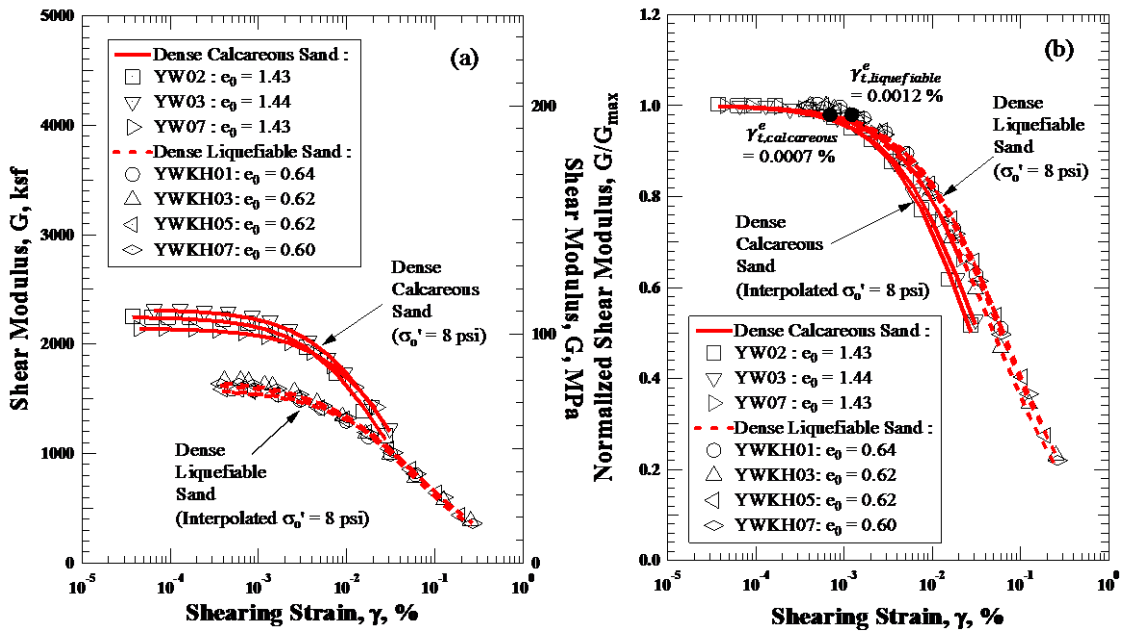 (a)
Dense Calcareous Sand :
YW02 : e₀ = 1.43
YW03 : e₀ = 1.44
YW07 : e₀ = 1.43
Dense Liquefiable Sand :
YWKH01: e₀ = 0.64
YWKH03: e₀ = 0.62
YWKH05: e₀ = 0.62
YWKH07: e₀ = 0.60
Dense
Calcareous
Sand
(σ₀' = 8 psi)
Dense
Liquefiable
Sand
(Interpolated σ₀' = 8 psi)
Shear Modulus, G, ksf
5000
4000
3000
2000
1000
0
Shear Modulus, G, MPa
200
100
0
10⁻⁵
10⁻⁴
10⁻³
10⁻²
10⁻¹
10⁰
Shearing Strain, γ, %
(b)
γᵉt,liquefiable
= 0.0012 %
γᵉt,calcareous
= 0.0007 %
Dense
Liquefiable
Sand
(σ₀' = 8 psi)
Dense
Calcareous
Sand
(Interpolated σ₀' = 8 psi)
Dense Calcareous Sand :
YW02 : e₀ = 1.43
YW03 : e₀ = 1.44
YW07 : e₀ = 1.43
Dense Liquefiable Sand :
YWKH01: e₀ = 0.64
YWKH03: e₀ = 0.62
YWKH05: e₀ = 0.62
YWKH07: e₀ = 0.60
Normalized Shear Modulus, G/Gmax
1.2
1.0
0.8
0.6
0.4
0.2
0.0
10⁻⁵
10⁻⁴
10⁻³
10⁻²
10⁻¹
10⁰
Shearing Strain, γ, %